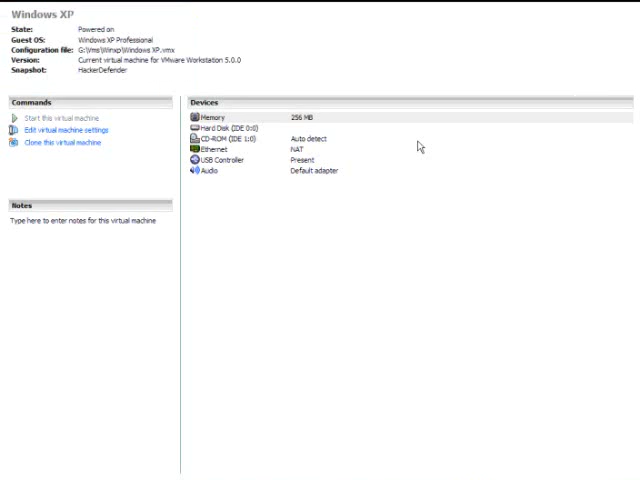 Windows XP
State: Powered on
Guest OS: Windows XP Professional
Configuration file: G:\Vms\Winxp\Windows XP.vmx
Version: Current virtual machine for VMware Workstation 5.0.0
Snapshot: HackerDefender
Commands
Start this virtual machine
Edit virtual machine settings
Clone this virtual machine
Notes
Type here to enter notes for this virtual machine
Devices
Memory 256 MB
Hard Disk (IDE 0:0)
CD-ROM (IDE 1:0) Auto detect
Ethernet NAT
USB Controller Present
Audio Default adapter